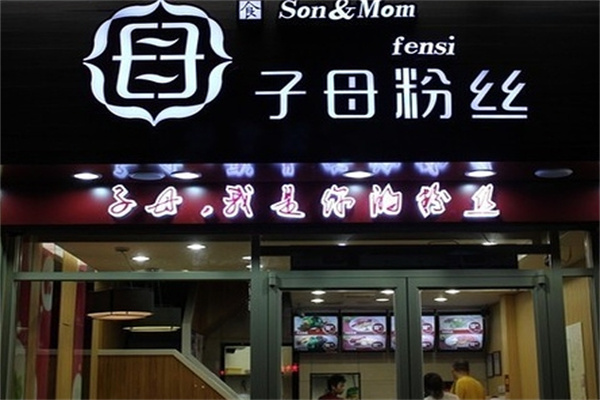 食 Son&Mom
母
fensi
子母粉丝
子母,我是你的粉丝